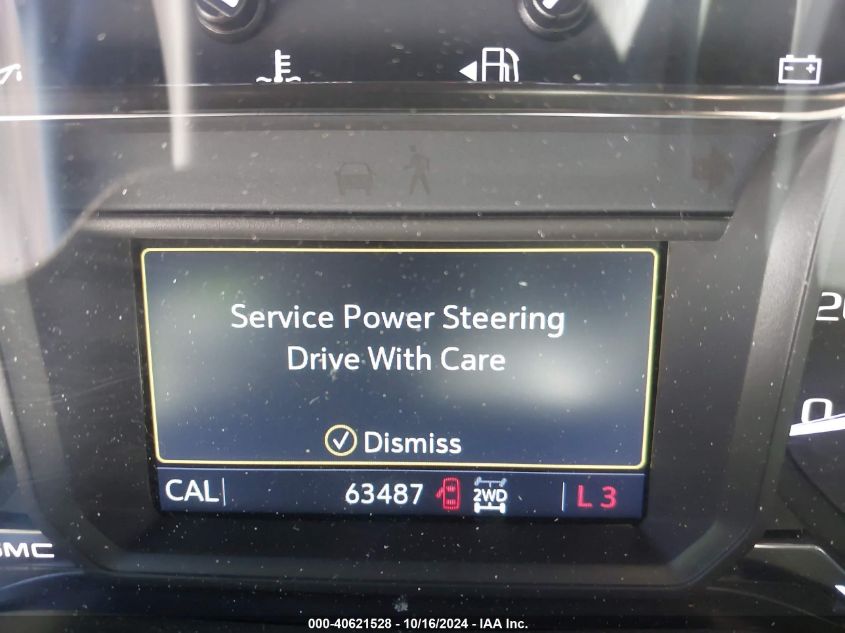 Service Power Steering
Drive With Care
Dismiss
CAL 63487 2WD L 3
000-40621528 - 10/16/2024 - IAA Inc.